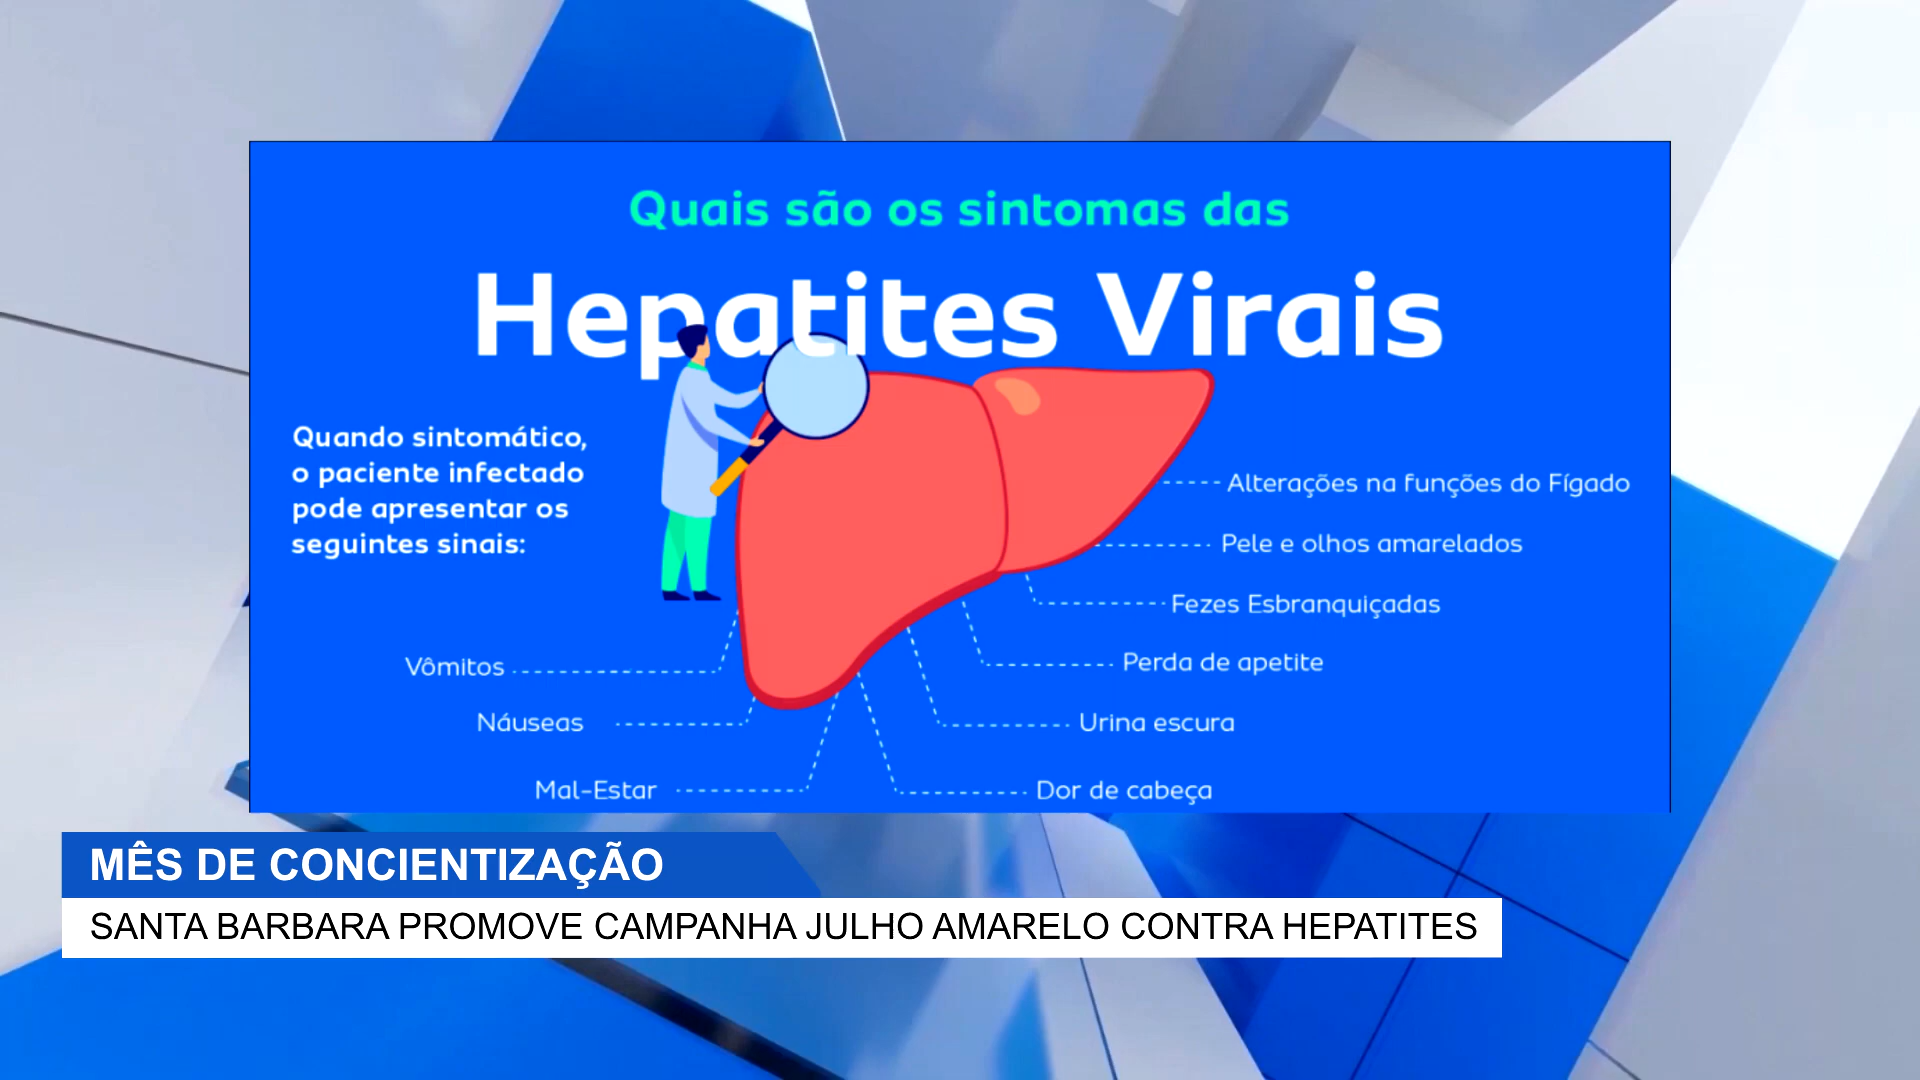 Quais são os sintomas das
Hepatites Virais
Quando sintomático,
o paciente infectado
pode apresentar os
seguintes sinais:
Alterações na funções do Fígado
Pele e olhos amarelados
Fezes Esbranquiçadas
Perda de apetite
Urina escura
Dor de cabeça
Vômitos
Náuseas
Mal-Estar
MÊS DE CONCIENTIZAÇÃO
SANTA BARBARA PROMOVE CAMPANHA JULHO AMARELO CONTRA HEPATITES